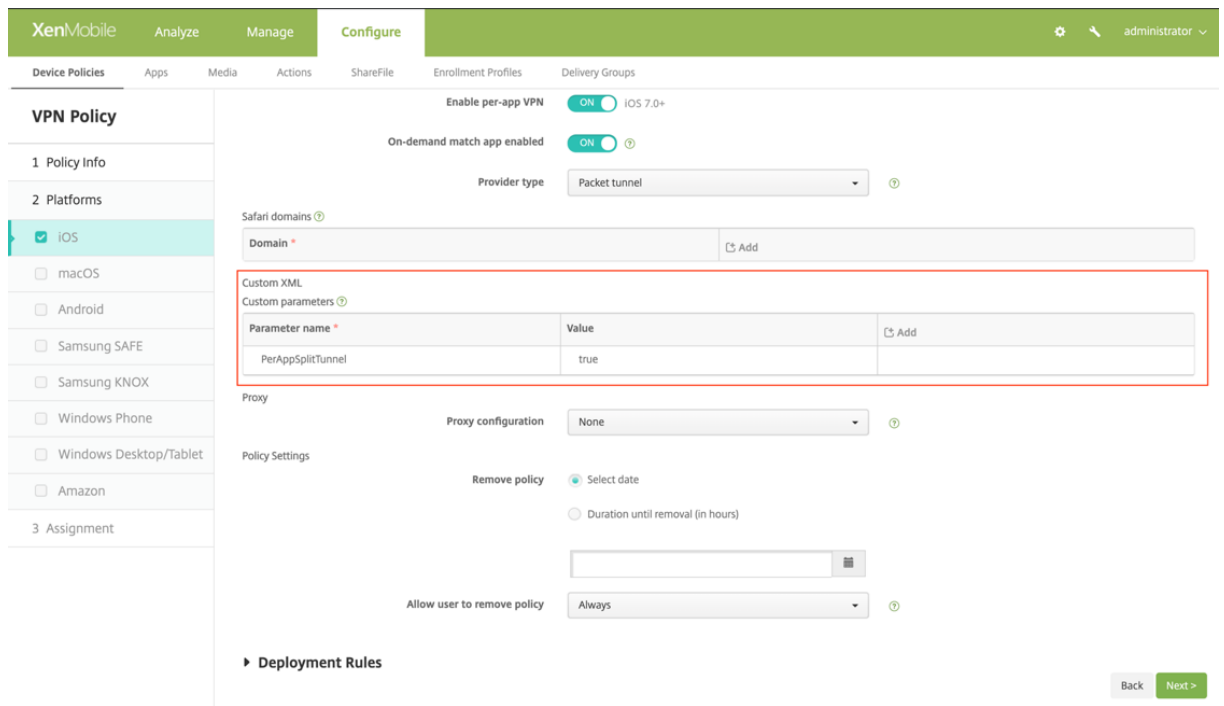 XenMobile Analyze Manage Configure administrator
Device Policies Apps Media Actions ShareFile Enrollment Profiles Delivery Groups
VPN Policy
1 Policy Info
2 Platforms
iOS
macOS
Android
Samsung SAFE
Samsung KNOX
Windows Phone
Windows Desktop/Tablet
Amazon
3 Assignment
Enable per-app VPN ON iOS 7.0+
On-demand match app enabled ON ?
Provider type Packet tunnel ?
Safari domains ?
Domain * Add
Custom XML
Custom parameters ?
Parameter name * Value Add
PerAppSplitTunnel true
Proxy
Proxy configuration None ?
Policy Settings
Remove policy Select date
Duration until removal (in hours)
Allow user to remove policy Always ?
Deployment Rules
Back Next >